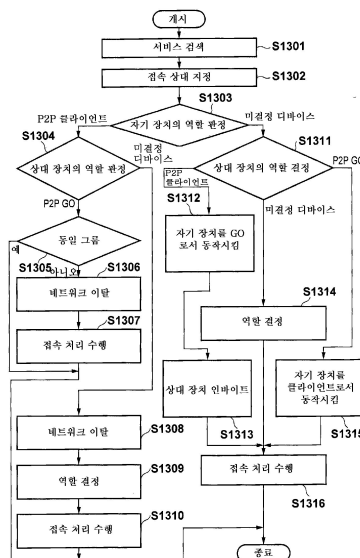 개시
서비스 검색
S1301
접속 상대 지정
S1302
S1303
자기 장치의 역할 판정
P2P 클라이언트
미결정
디바이스
미결정 디바이스
S1304
상대 장치의 역할 판정
P2P GO
S1311
상대 장치의 역할 결정
P2P GO
P2P
클라이언트
미결정 디바이스
S1312
자기 장치를 GO
로서 동작시킴
동일 그룹
예
S1305
아니오
S1306
네트워크 이탈
S1307
접속 처리 수행
S1314
역할 결정
상대 장치 인바이트
S1313
자기 장치를
클라이언트로서
동작시킴
S1315
네트워크 이탈
S1308
역할 결정
S1309
접속 처리 수행
S1310
접속 처리 수행
S1316
종료